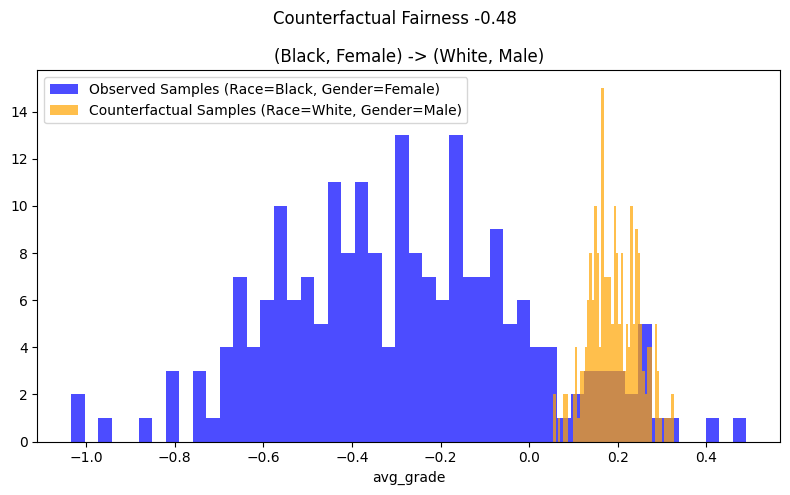 Counterfactual Fairness -0.48
(Black, Female) -> (White, Male)
Observed Samples (Race=Black, Gender=Female)
Counterfactual Samples (Race=White, Gender=Male)
14
12
10
8
6
4
2
0
−1.0 −0.8 −0.6 −0.4 −0.2 0.0 0.2 0.4
avg_grade